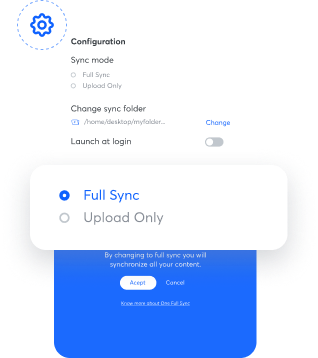 Configuration
Sync mode
Full Sync
Upload Only
Change sync folder
/home/desktop/myfolder...
Change
Launch at login
Full Sync
Upload Only
By changing to full sync you will
synchronize all your content.
Acept
Cancel
Know more about One Full Sync